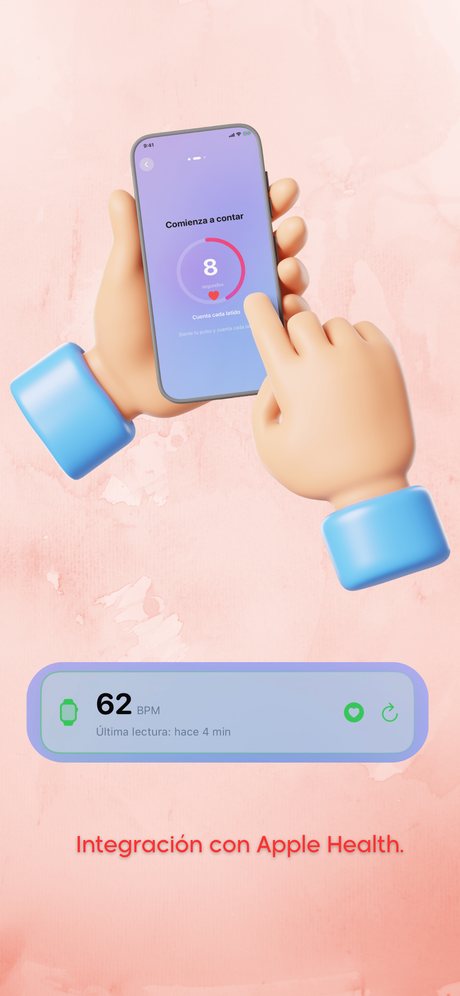 9:41
Comienza a contar
8
segundos
Cuenta cada latido
62 BPM
Última lectura: hace 4 min
Integración con Apple Health.